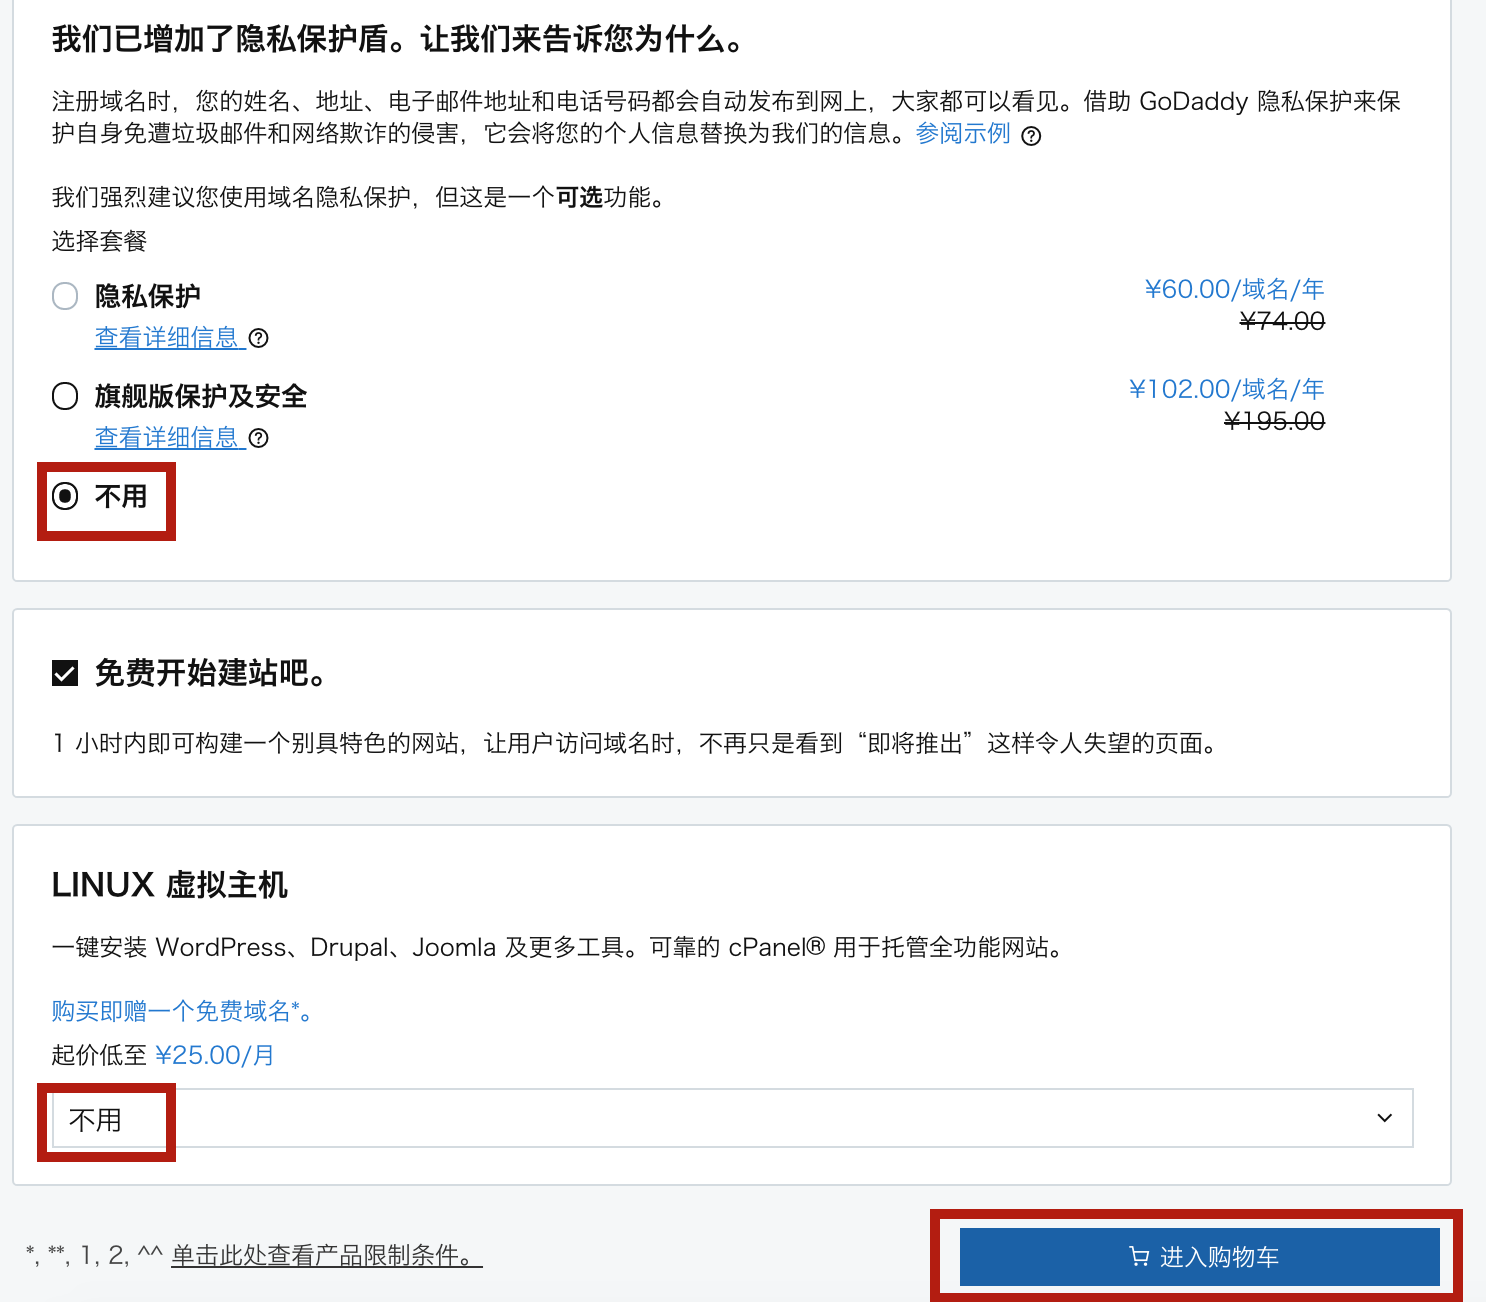 我们已增加了隐私保护盾。让我们来告诉您为什么。
注册域名时，您的姓名、地址、电子邮件地址和电话号码都会自动发布到网上，大家都可以看见。借助 GoDaddy 隐私保护来保
护自身免遭垃圾邮件和网络欺诈的侵害，它会将您的个人信息替换为我们的信息。参阅示例 ?
我们强烈建议您使用域名隐私保护，但这是一个可选功能。
选择套餐
隐私保护 ¥60.00/域名/年
¥74.00
查看详细信息 ?
旗舰版保护及安全 ¥102.00/域名/年
¥195.00
查看详细信息 ?
不用
免费开始建站吧。
1 小时内即可构建一个别具特色的网站，让用户访问域名时，不再只是看到“即将推出”这样令人失望的页面。
LINUX 虚拟主机
一键安装 WordPress、Drupal、Joomla 及更多工具。可靠的 cPanel® 用于托管全功能网站。
购买即赠一个免费域名*。
起价低至 ¥25.00/月
不用
*, **, 1, 2, ^^ 单击此处查看产品限制条件。
进入购物车